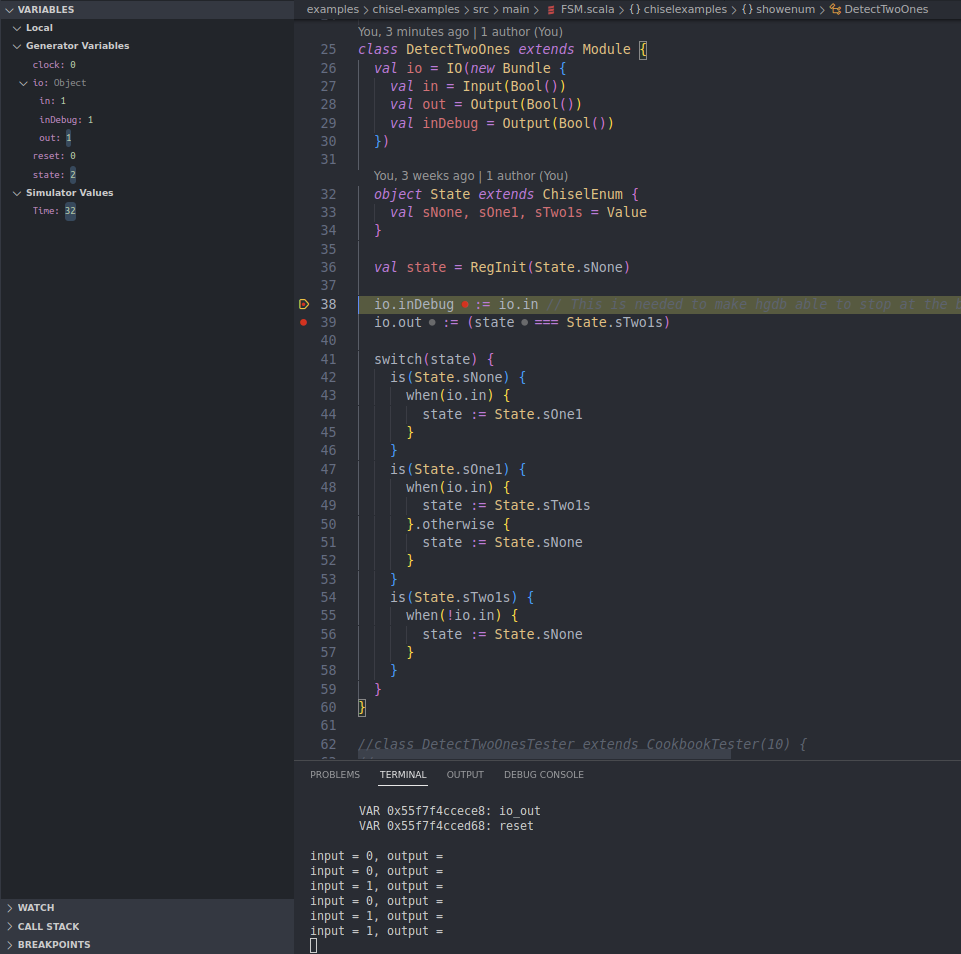 VARIABLES
Local
Generator Variables
clock: 0
io: Object
in: 1
inDebug: 1
out: 1
reset: 0
state: 2
Simulator Values
Time: 32
WATCH
CALL STACK
BREAKPOINTS
examples > chisel-examples > src > main > FSM.scala > {} chiselexamples > {} showenum > DetectTwoOnes
You, 3 minutes ago | 1 author (You)
25 class DetectTwoOnes extends Module {
26 val io = IO(new Bundle {
27 val in = Input(Bool())
28 val out = Output(Bool())
29 val inDebug = Output(Bool())
30 })
31
You, 3 weeks ago | 1 author (You)
32 object State extends ChiselEnum {
33 val sNone, sOne1, sTwo1s = Value
34 }
35
36 val state = RegInit(State.sNone)
37
38 io.inDebug := io.in // This is needed to make hgdb able to stop at the
39 io.out := (state === State.sTwo1s)
40
41 switch(state) {
42 is(State.sNone) {
43 when(io.in) {
44 state := State.sOne1
45 }
46 }
47 is(State.sOne1) {
48 when(io.in) {
49 state := State.sTwo1s
50 }.otherwise {
51 state := State.sNone
52 }
53 }
54 is(State.sTwo1s) {
55 when(!io.in) {
56 state := State.sNone
57 }
58 }
59 }
60 }
61
62 //class DetectTwoOnesTester extends CookbookTester(10) {
PROBLEMS TERMINAL OUTPUT DEBUG CONSOLE
VAR 0x55f7f4ccece8: io_out
VAR 0x55f7f4cced68: reset
input = 0, output =
input = 0, output =
input = 1, output =
input = 0, output =
input = 1, output =
input = 1, output =